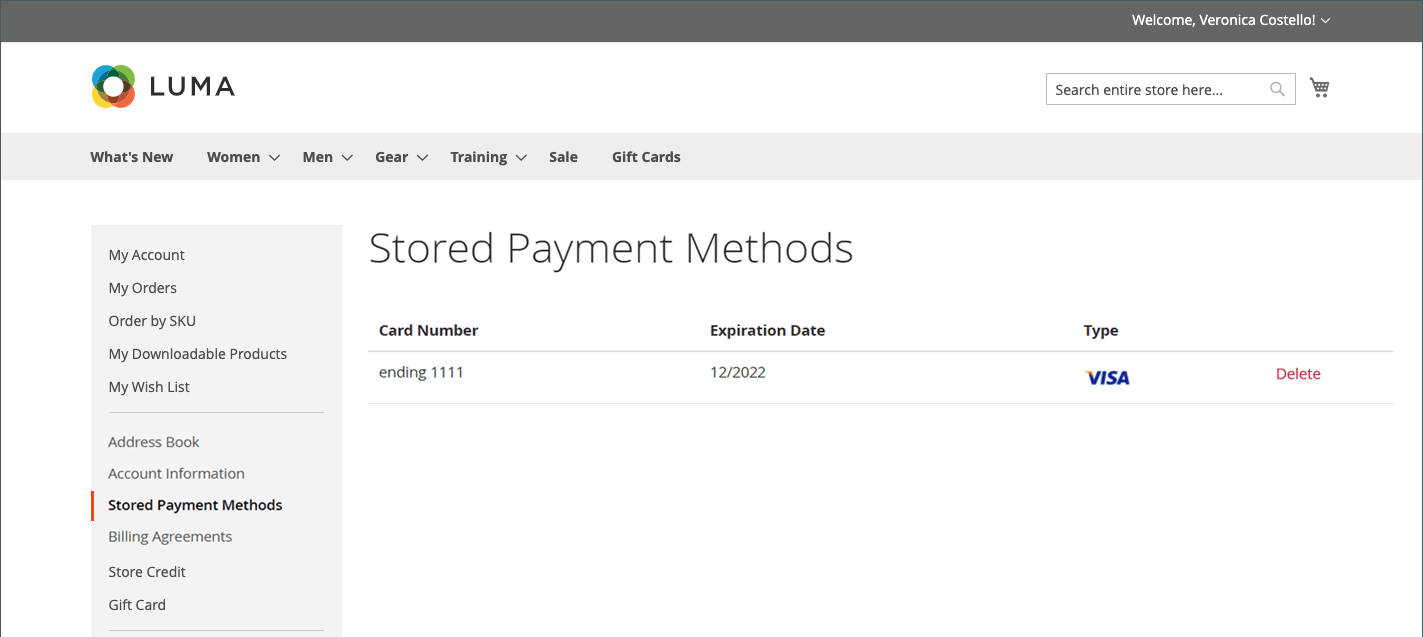 Welcome, Veronica Costello!
LUMA
Search entire store here...
What's New Women Men Gear Training Sale Gift Cards
My Account
My Orders
Order by SKU
My Downloadable Products
My Wish List
Address Book
Account Information
Stored Payment Methods
Billing Agreements
Store Credit
Gift Card
Stored Payment Methods
Card Number Expiration Date Type
ending 1111 12/2022 VISA Delete